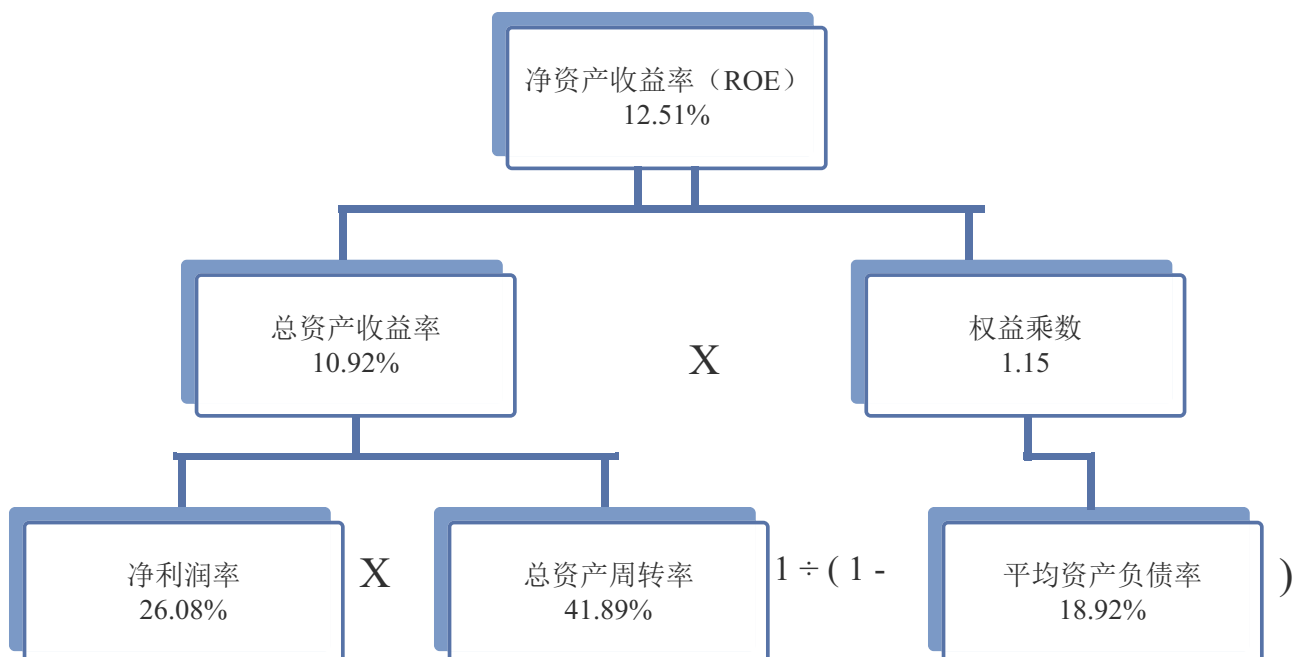 净资产收益率（ROE）
12.51%
总资产收益率
10.92%
X
权益乘数
1.15
净利润率
26.08%
X
总资产周转率
41.89%
1 ÷ ( 1 -
平均资产负债率
18.92%
)